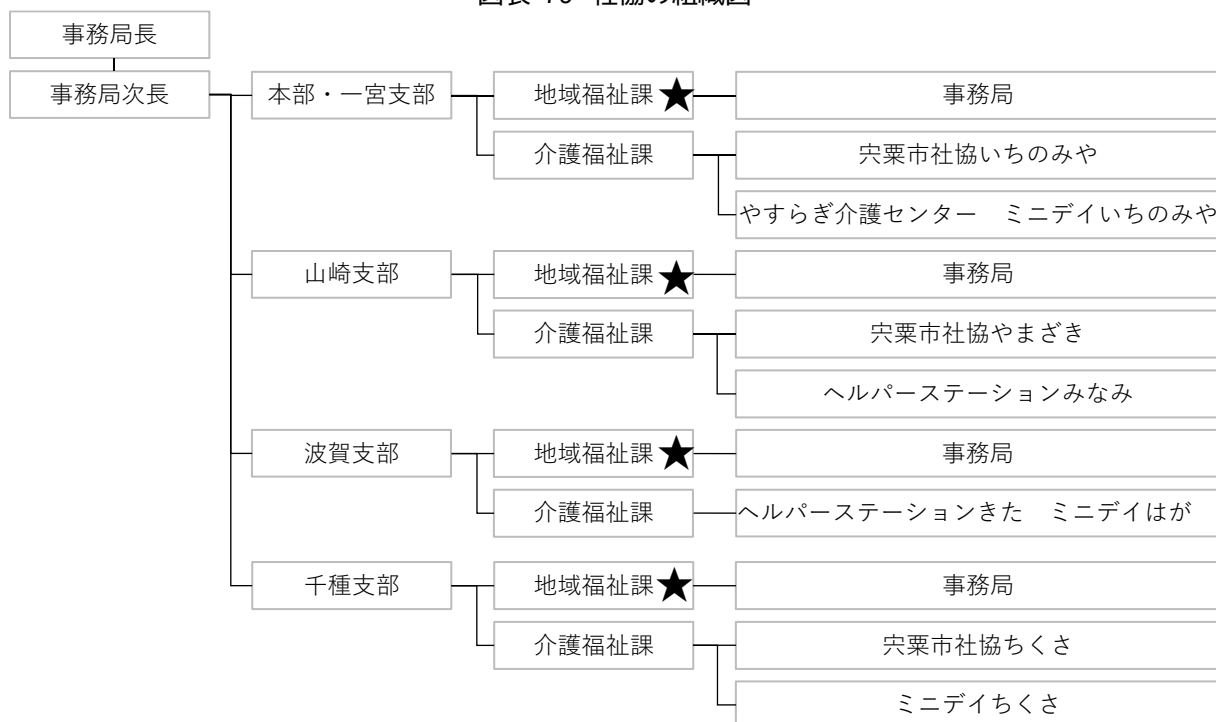 事務局長
事務局次長
本部・一宮支部
地域福祉課★
事務局
介護福祉課
宍粟市社協いちのみや
やすらぎ介護センター　ミニデイいちのみや
山崎支部
地域福祉課★
事務局
介護福祉課
宍粟市社協やまざき
ヘルパーステーションみなみ
波賀支部
地域福祉課★
事務局
介護福祉課
ヘルパーステーションきた　ミニデイはが
千種支部
地域福祉課★
事務局
介護福祉課
宍粟市社協ちくさ
ミニデイちくさ